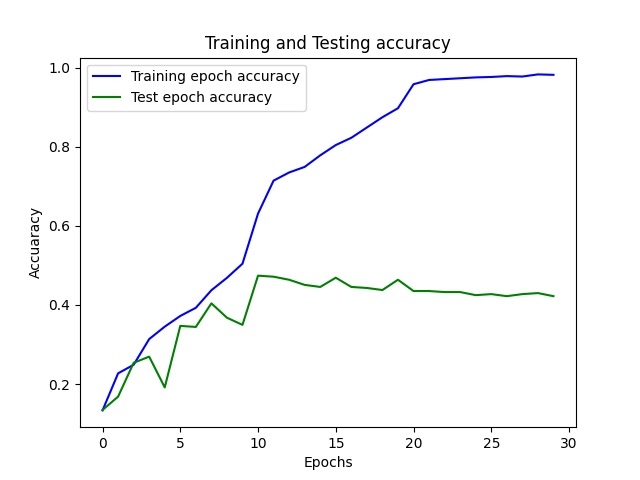 Training and Testing accuracy
Training epoch accuracy
Test epoch accuracy
1.0
0.8
0.6
0.4
0.2
Accuaracy
0 5 10 15 20 25 30
Epochs